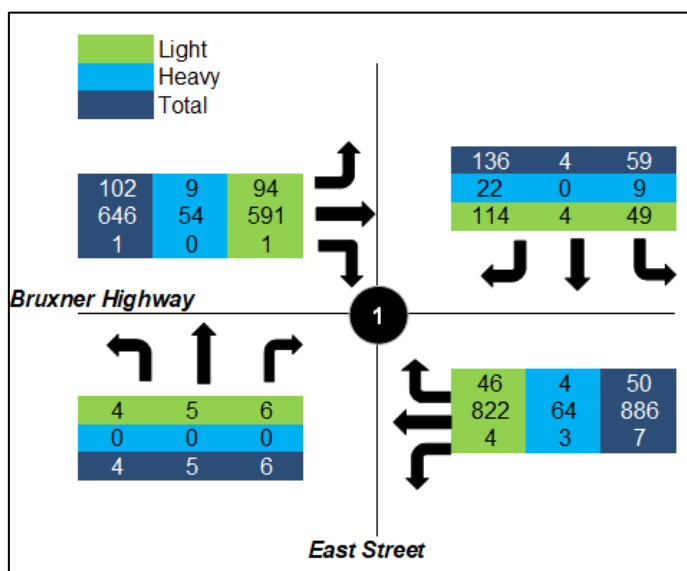 Light
Heavy
Total
136 4 59
22 0 9
114 4 49
102 9 94
646 54 591
1 0 1
Bruxner Highway
1
46 4 50
822 64 886
4 3 7
4 5 6
0 0 0
4 5 6
East Street